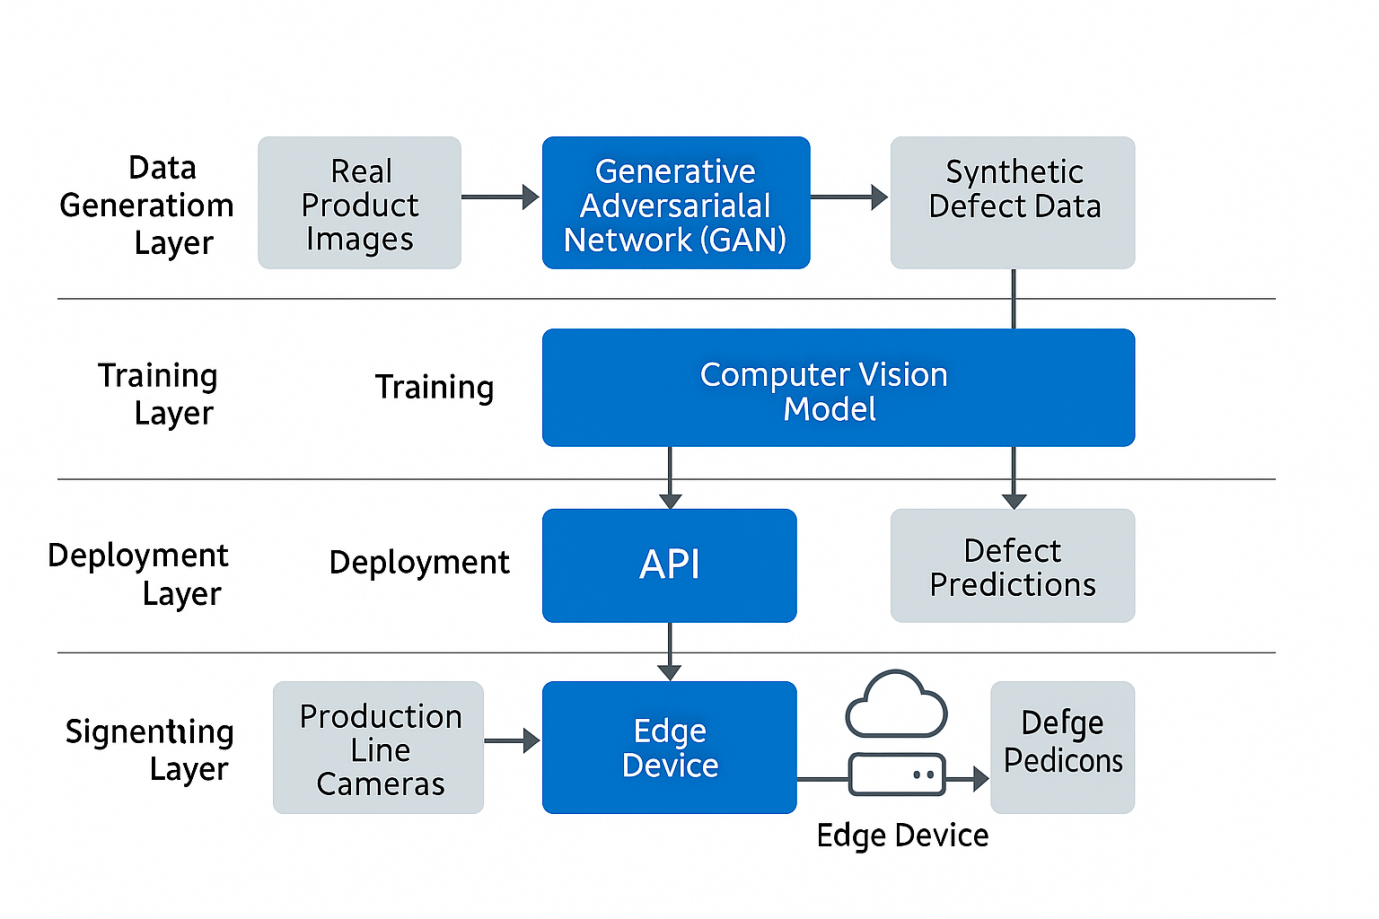 Data
Generatiom
Layer
Real
Product
Images
Generative
Adversarialal
Network (GAN)
Synthetic
Defect Data
Training
Layer
Training
Computer Vision
Model
Deployment
Layer
Deployment
API
Defect
Predictions
Signenthing
Layer
Production
Line
Cameras
Edge
Device
Edge Device
Defge
Pedicons